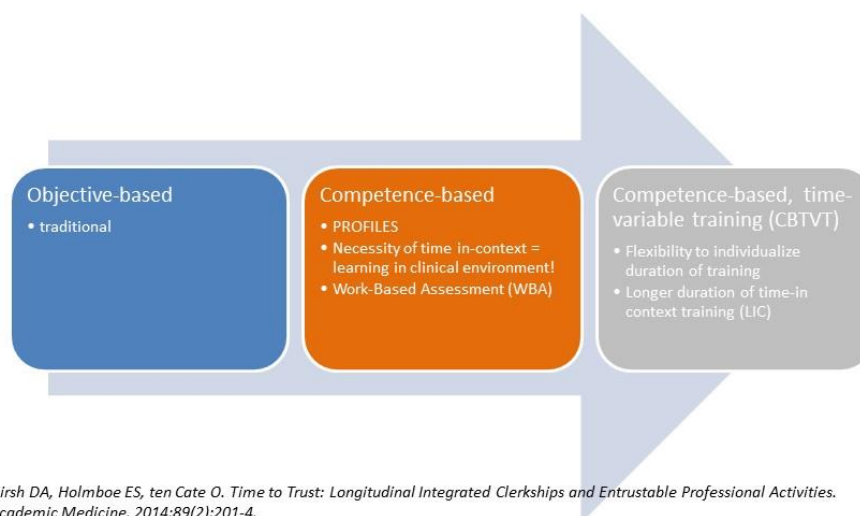 Objective-based
• traditional
Competence-based
• PROFILES
• Necessity of time in-context =
learning in clinical environment!
• Work-Based Assessment (WBA)
Competence-based, time-
variable training (CBTVT)
• Flexibility to individualize
duration of training
• Longer duration of time-in
context training (LIC)
irsh DA, Holmboe ES, ten Cate O. Time to Trust: Longitudinal Integrated Clerkships and Entrustable Professional Activities.
cademic Medicine. 2014;89(2):201-4.